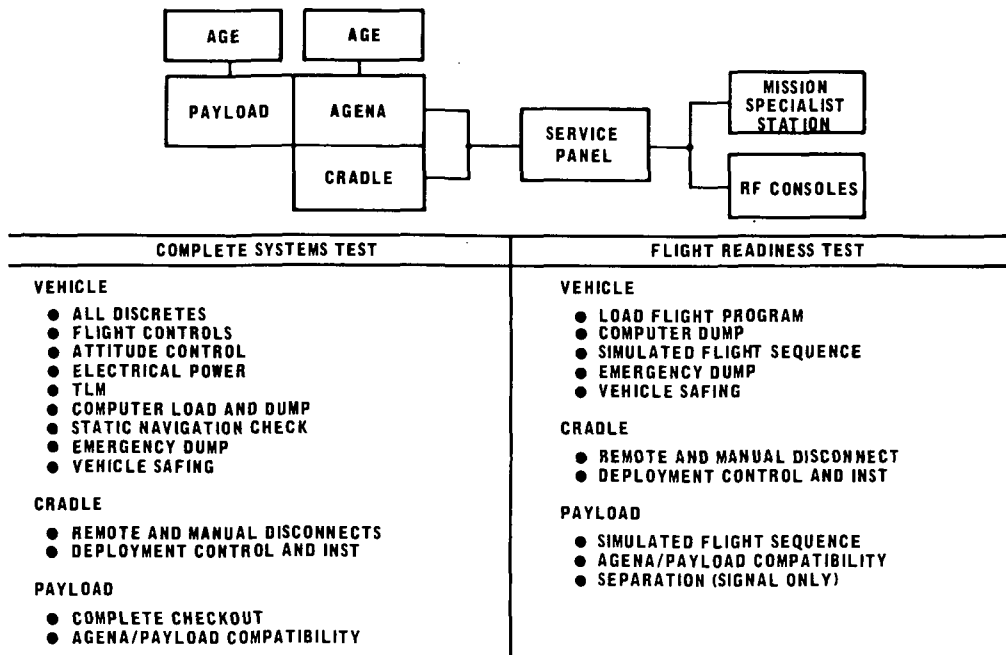 AGE
AGE
PAYLOAD
AGENA
CRADLE
SERVICE
PANEL
MISSION
SPECIALIST
STATION
RF CONSOLES
COMPLETE SYSTEMS TEST
VEHICLE
● ALL DISCRETES
● FLIGHT CONTROLS
● ATTITUDE CONTROL
● ELECTRICAL POWER
● TLM
● COMPUTER LOAD AND DUMP
● STATIC NAVIGATION CHECK
● EMERGENCY DUMP
● VEHICLE SAFING
CRADLE
● REMOTE AND MANUAL DISCONNECTS
● DEPLOYMENT CONTROL AND INST
PAYLOAD
● COMPLETE CHECKOUT
● AGENA/PAYLOAD COMPATIBILITY
FLIGHT READINESS TEST
VEHICLE
● LOAD FLIGHT PROGRAM
● COMPUTER DUMP
● SIMULATED FLIGHT SEQUENCE
● EMERGENCY DUMP
● VEHICLE SAFING
CRADLE
● REMOTE AND MANUAL DISCONNECT
● DEPLOYMENT CONTROL AND INST
PAYLOAD
● SIMULATED FLIGHT SEQUENCE
● AGENA/PAYLOAD COMPATIBILITY
● SEPARATION (SIGNAL ONLY)